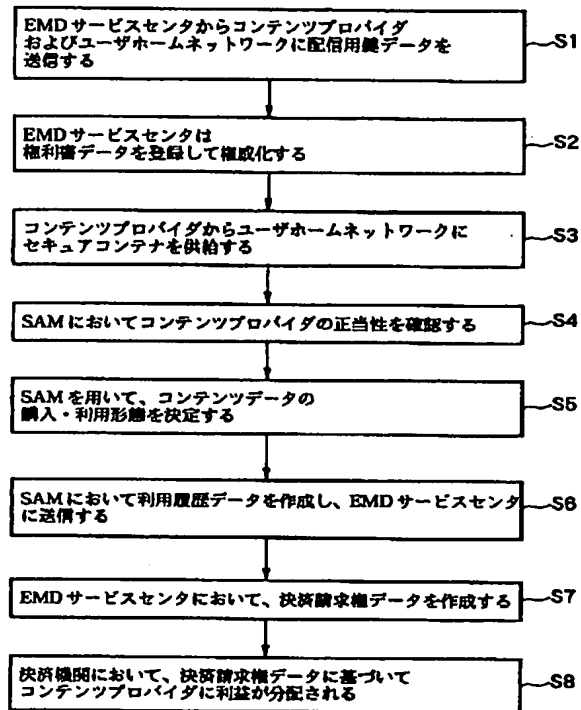 EMDサービスセンタからコンテンツプロバイダ
およびユーザホームネットワークに配信用鍵データを
送信する
S1
EMDサービスセンタは
権利書データを登録して権威化する
S2
コンテンツプロバイダからユーザホームネットワークに
セキュアコンテナを供給する
S3
SAMにおいてコンテンツプロバイダの正当性を確認する
S4
SAMを用いて、コンテンツデータの
購入・利用形態を決定する
S5
SAMにおいて利用履歴データを作成し、EMDサービスセンタ
に送信する
S6
EMDサービスセンタにおいて、決済請求権データを作成する
S7
決済機関において、決済請求権データに基づいて
コンテンツプロバイダに利益が分配される
S8